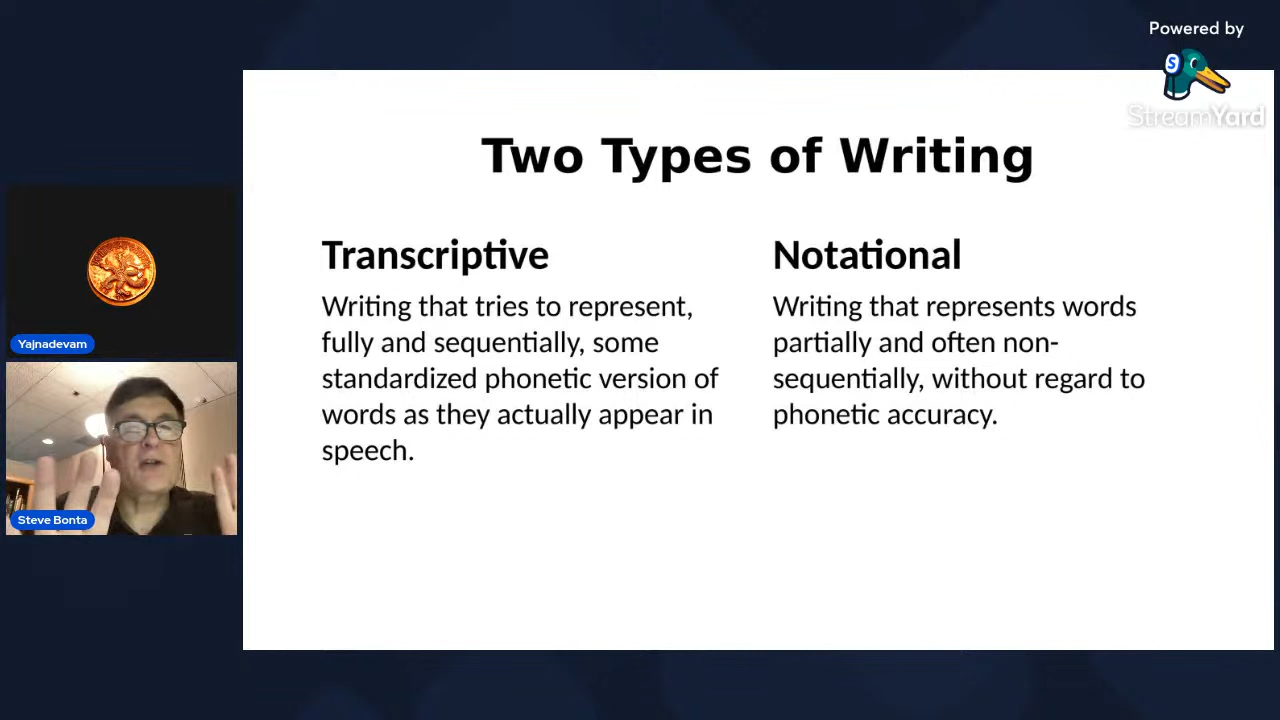 Powered by
StreamYard
Two Types of Writing
Transcriptive
Writing that tries to represent,
fully and sequentially, some
standardized phonetic version of
words as they actually appear in
speech.
Notational
Writing that represents words
partially and often non-
sequentially, without regard to
phonetic accuracy.
Yajnadevam
Steve Bonta